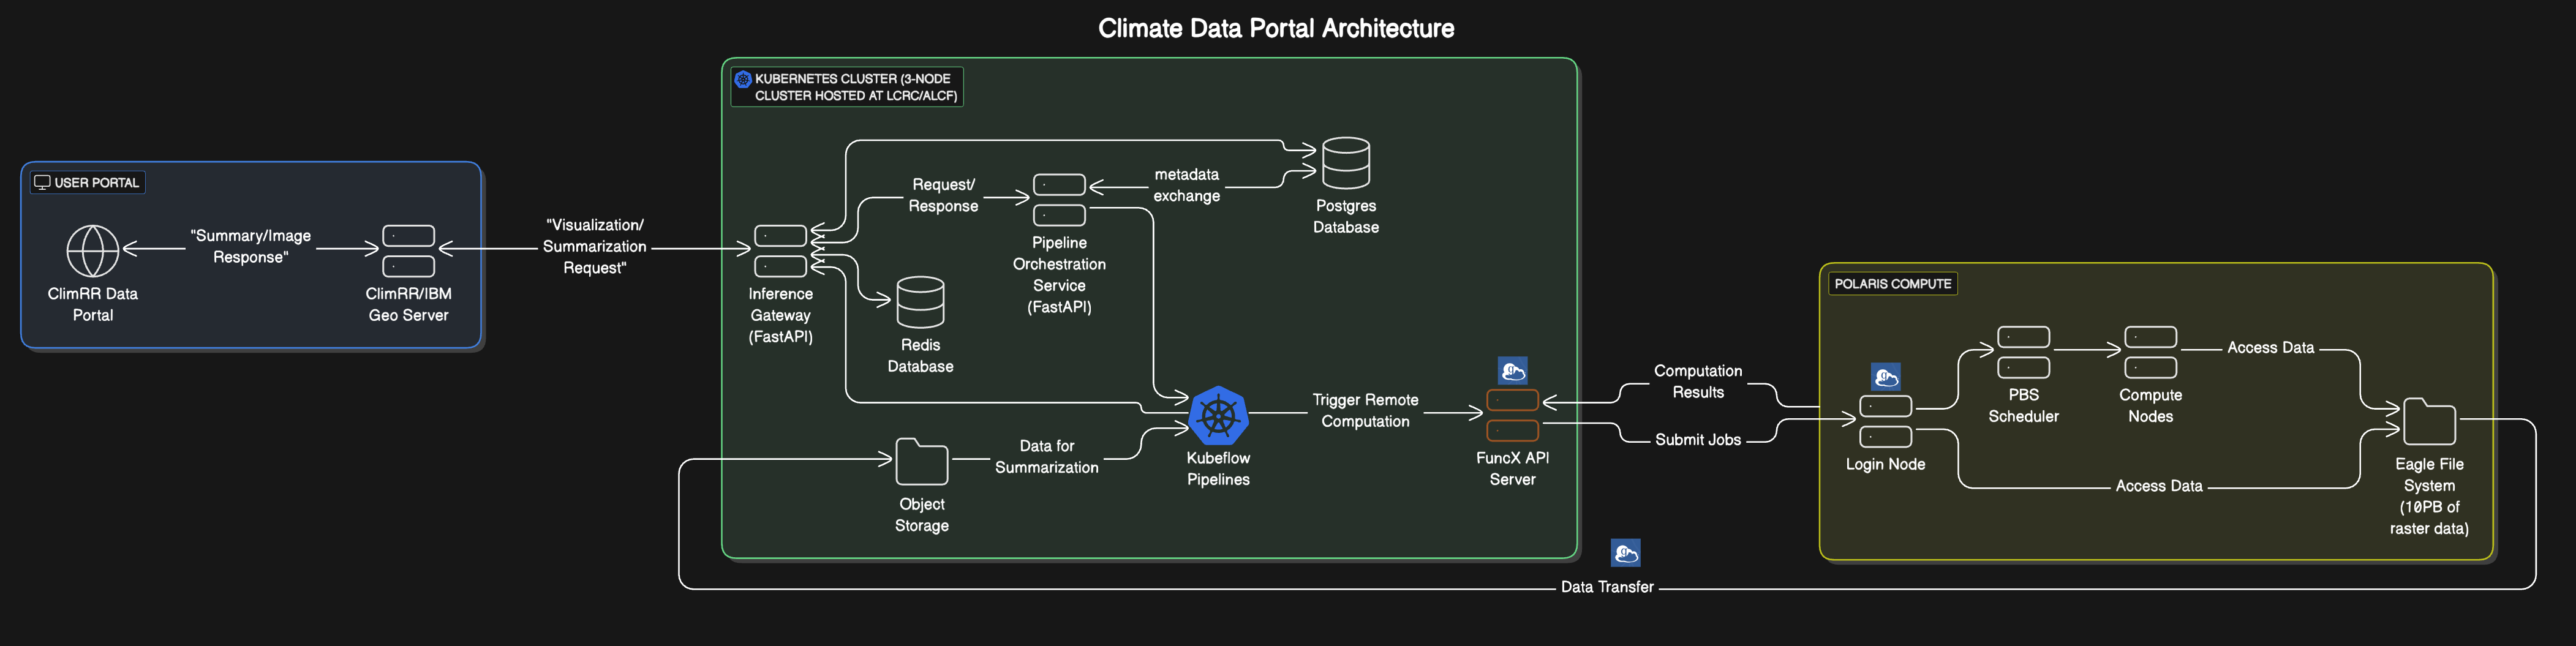 Climate Data Portal Architecture
KUBERNETES CLUSTER (3-NODE
CLUSTER HOSTED AT LCRC/ALCF)
USER PORTAL
"Summary/Image
Response"
ClimRR Data
Portal
ClimRR/IBM
Geo Server
"Visualization/
Summarization
Request"
Inference
Gateway
(FastAPI)
Request/
Response
Pipeline
Orchestration
Service
(FastAPI)
metadata
exchange
Postgres
Database
Redis
Database
Object
Storage
Data for
Summarization
Kubeflow
Pipelines
Trigger Remote
Computation
FuncX API
Server
Computation
Results
Submit Jobs
POLARIS COMPUTE
Login Node
PBS
Scheduler
Compute
Nodes
Access Data
Access Data
Eagle File
System
(10PB of
raster data)
Data Transfer